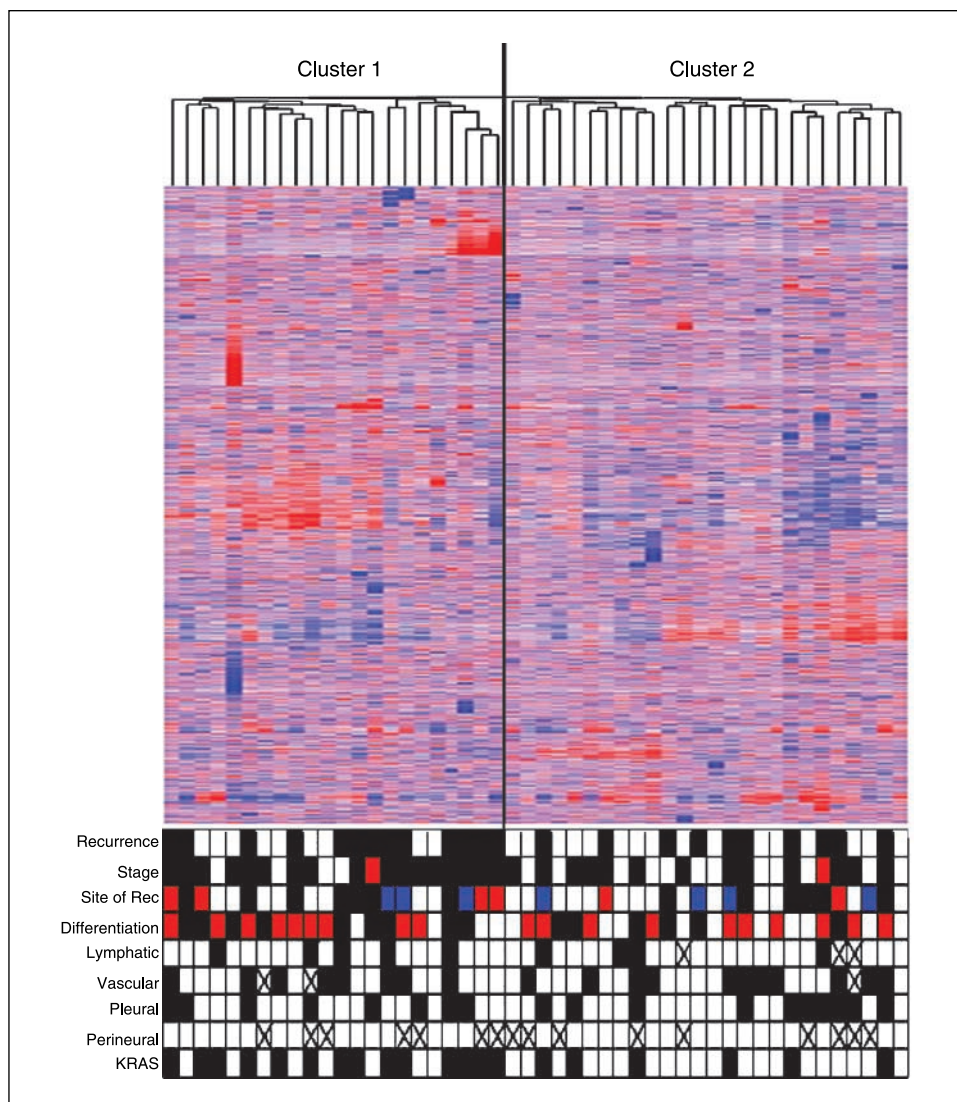 Cluster 1
Cluster 2
Recurrence
Stage
Site of Rec
Differentiation
Lymphatic
Vascular
Pleural
Perineural
KRAS